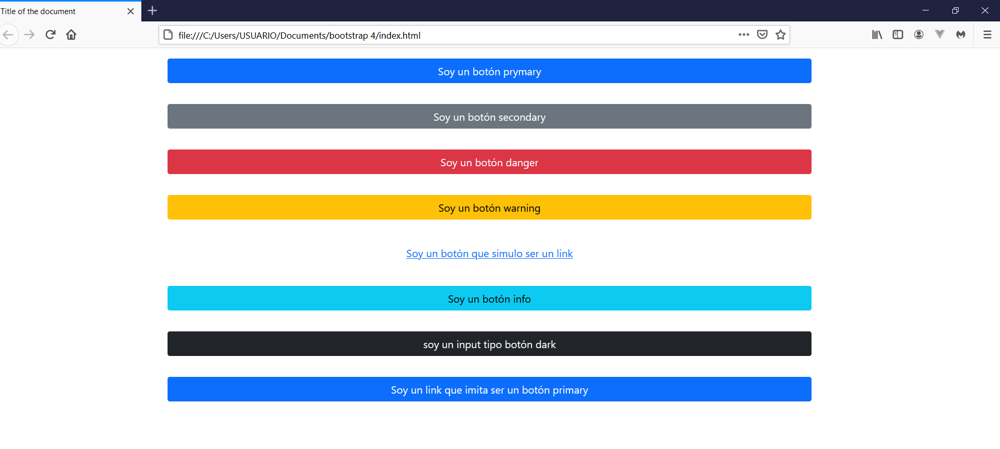 Title of the document
file:///C:/Users/USUARIO/Documents/bootstrap 4/index.html
Soy un botón prymary
Soy un botón secondary
Soy un botón danger
Soy un botón warning
Soy un botón que simulo ser un link
Soy un botón info
soy un input tipo botón dark
Soy un link que imita ser un botón primary